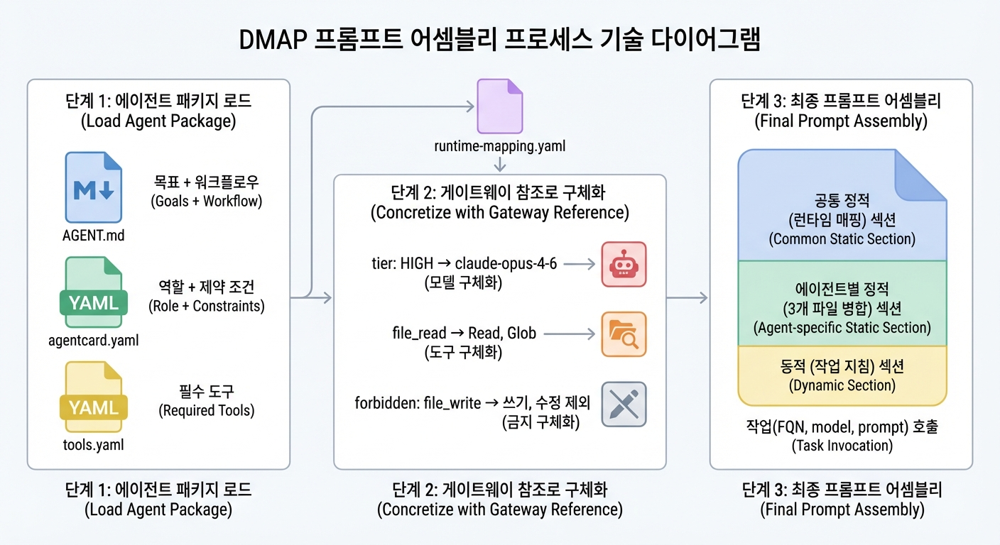 DMAP 프롬프트 어셈블리 프로세스 기술 다이어그램
단계 1: 에이전트 패키지 로드
(Load Agent Package)
M
AGENT.md
목표 + 워크플로우
(Goals + Workflow)
YAML
agentcard.yaml
역할 + 제약 조건
(Role + Constraints)
YAML
tools.yaml
필수 도구
(Required Tools)
단계 1: 에이전트 패키지 로드
(Load Agent Package)
runtime-mapping.yaml
단계 2: 게이트웨이 참조로 구체화
(Concretize with Gateway Reference)
tier: HIGH → claude-opus-4-6
(모델 구체화)
file_read → Read, Glob
(도구 구체화)
forbidden: file_write → 쓰기, 수정 제외
(금지 구체화)
단계 2: 게이트웨이 참조로 구체화
(Concretize with Gateway Reference)
단계 3: 최종 프롬프트 어셈블리
(Final Prompt Assembly)
공통 정적
(런타임 매핑) 섹션
(Common Static Section)
에이전트별 정적
(3개 파일 병합) 섹션
(Agent-specific Static Section)
동적 (작업 지침) 섹션
(Dynamic Section)
작업(FQN, model, prompt) 호출
(Task Invocation)
단계 3: 최종 프롬프트 어셈블리
(Final Prompt Assembly)